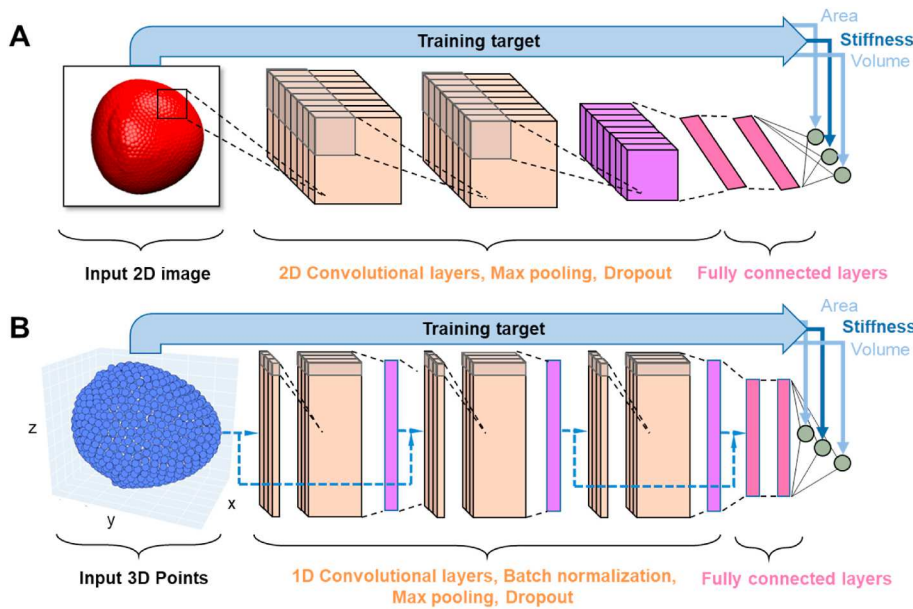 A
Training target
Area
Stiffness
Volume
Input 2D image
2D Convolutional layers, Max pooling, Dropout
Fully connected layers
B
Training target
Area
Stiffness
Volume
z
y
x
Input 3D Points
1D Convolutional layers, Batch normalization,
Max pooling, Dropout
Fully connected layers